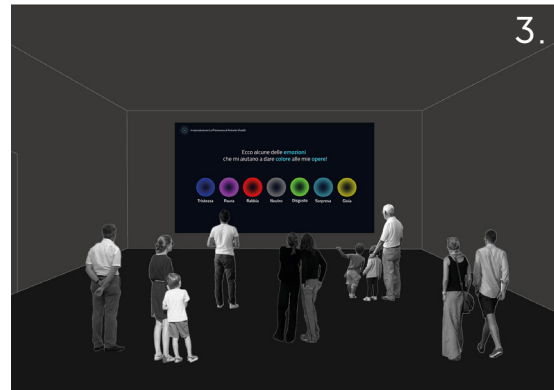 3.
Ecco alcune delle emozioni
che mi aiutano a dare colore alle mie opere!
Tristezza Paura Rabbia Neutro Disgusto Sorpresa Gioia